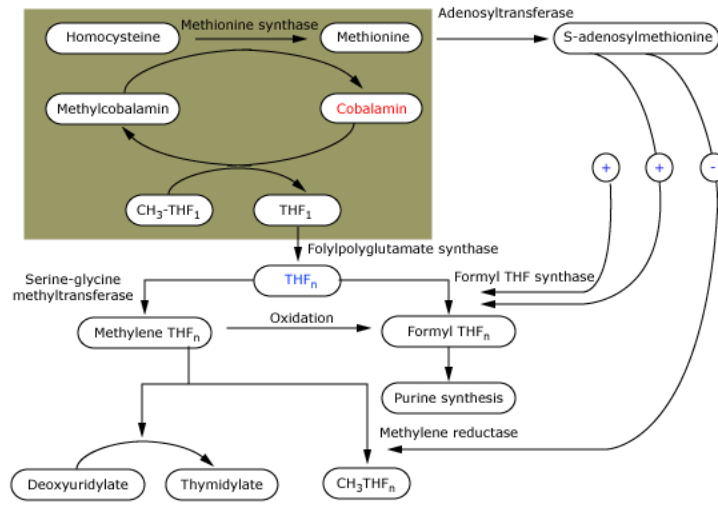 Methionine synthase
Adenosyltransferase
Homocysteine
Methionine
S-adenosylmethionine
Methylcobalamin
Cobalamin
+
+
-
CH₃-THF₁
THF₁
Folylpolyglutamate synthase
Serine-glycine
methyltransferase
THFₙ
Formyl THF synthase
Methylene THFₙ
Oxidation
Formyl THFₙ
Purine synthesis
Methylene reductase
Deoxyuridylate
Thymidylate
CH₃THFₙ